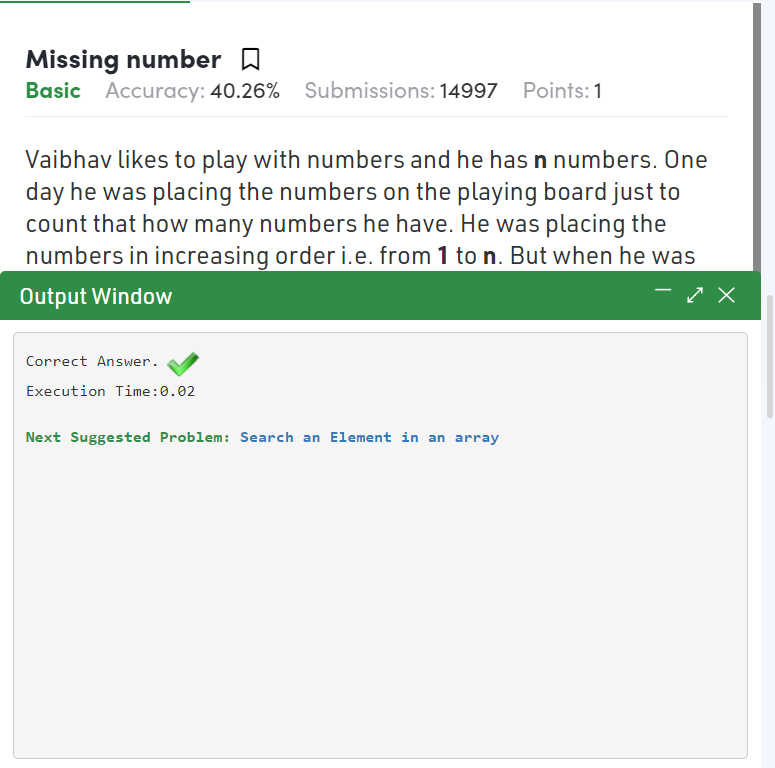 Missing number
Basic Accuracy: 40.26% Submissions: 14997 Points: 1
Vaibhav likes to play with numbers and he has n numbers. One
day he was placing the numbers on the playing board just to
count that how many numbers he have. He was placing the
numbers in increasing order i.e. from 1 to n. But when he was
Output Window
Correct Answer.
Execution Time:0.02
Next Suggested Problem: Search an Element in an array